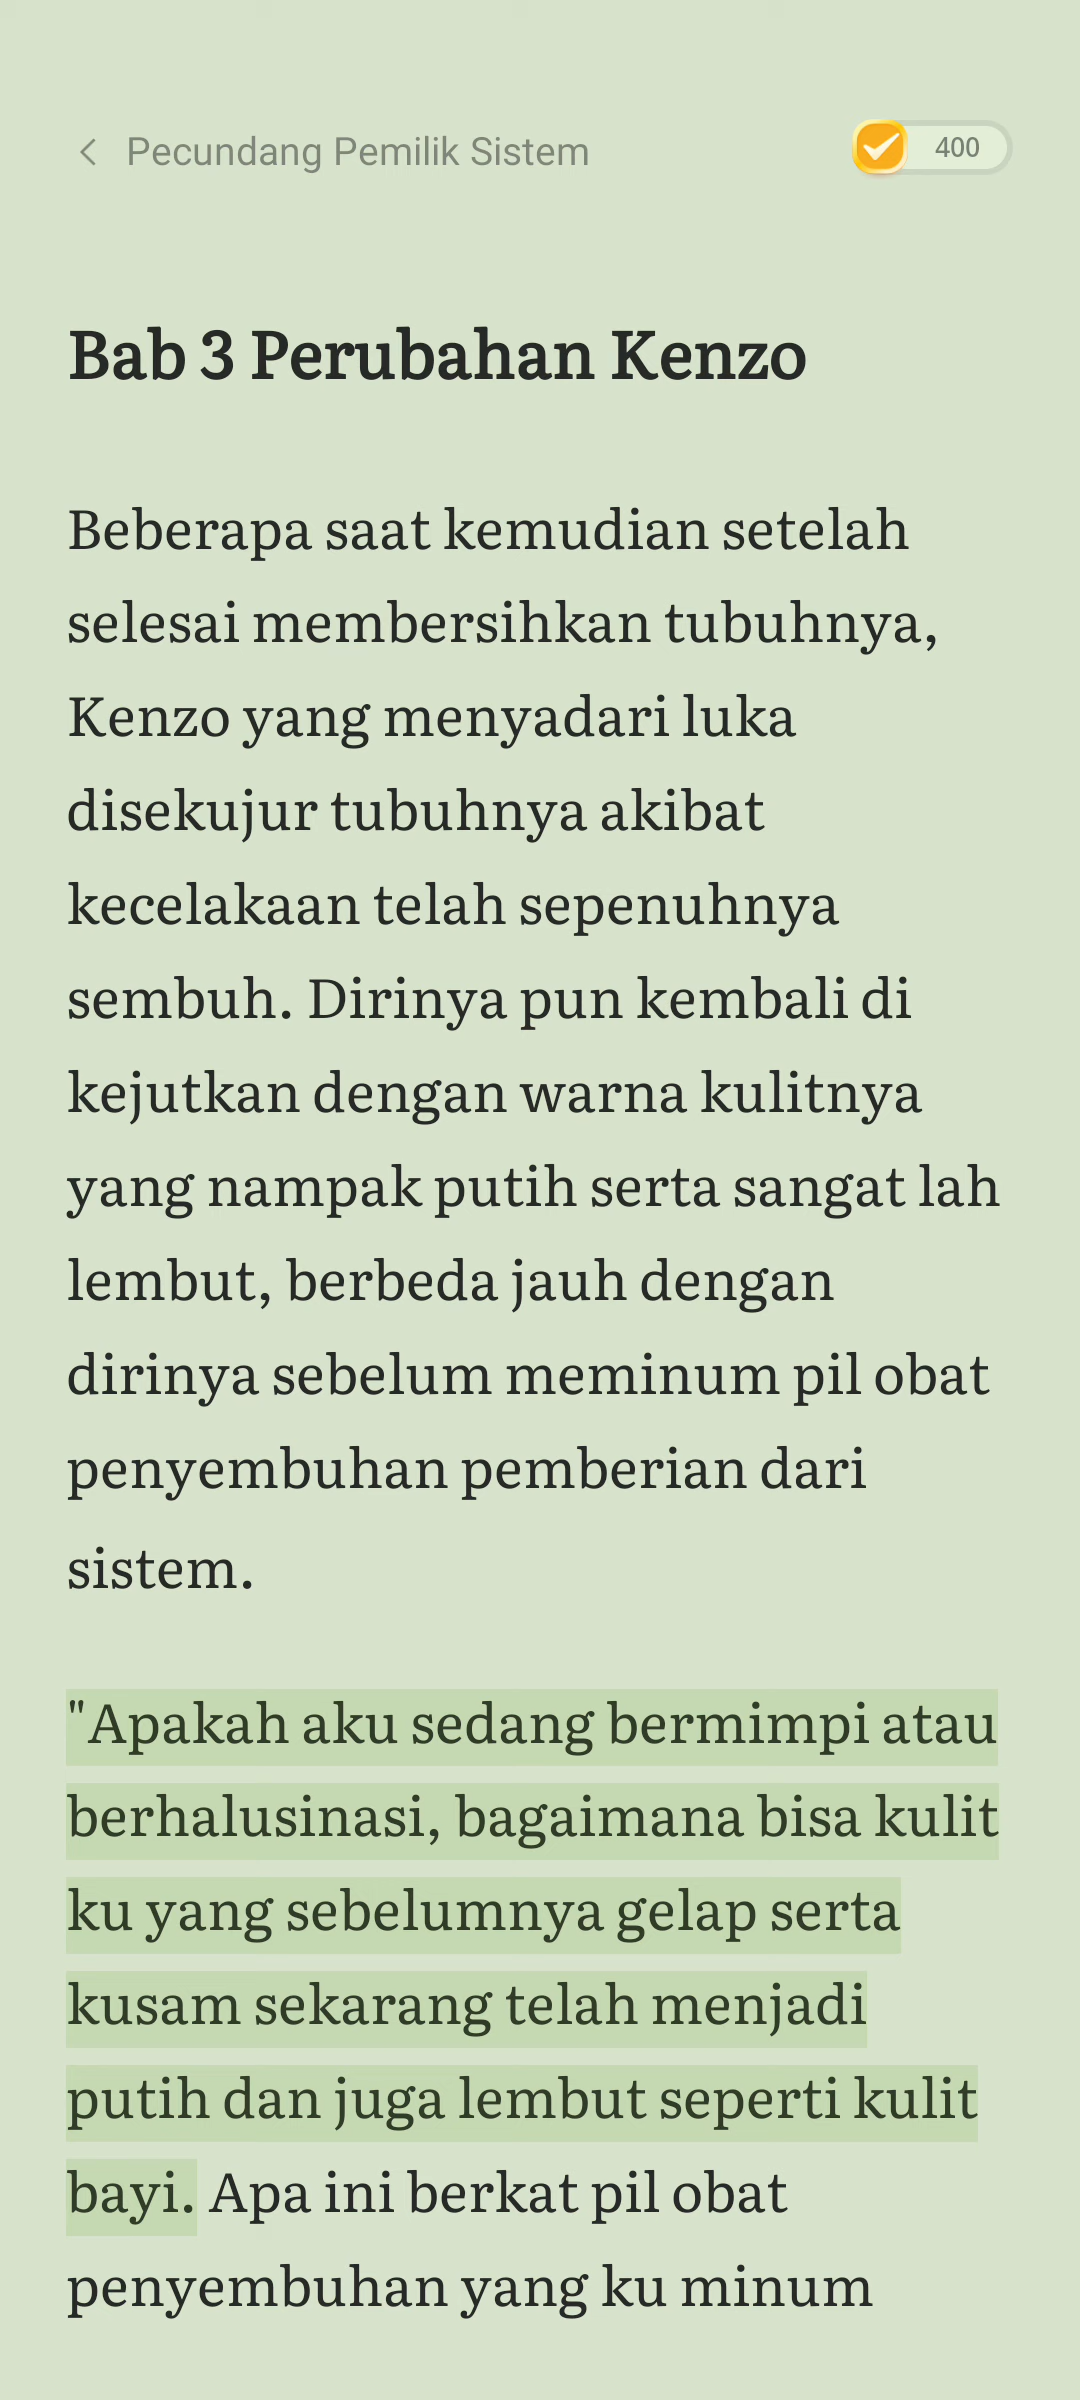 Pecundang Pemilik Sistem
400
Bab 3 Perubahan Kenzo
Beberapa saat kemudian setelah
selesai membersihkan tubuhnya,
Kenzo yang menyadari luka
disekujur tubuhnya akibat
kecelakaan telah sepenuhnya
sembuh. Dirinya pun kembali di
kejutkan dengan warna kulitnya
yang nampak putih serta sangat lah
lembut, berbeda jauh dengan
dirinya sebelum meminum pil obat
penyembuhan pemberian dari
sistem.
"Apakah aku sedang bermimpi atau
berhalusinasi, bagaimana bisa kulit
ku yang sebelumnya gelap serta
kusam sekarang telah menjadi
putih dan juga lembut seperti kulit
bayi. Apa ini berkat pil obat
penyembuhan yang ku minum